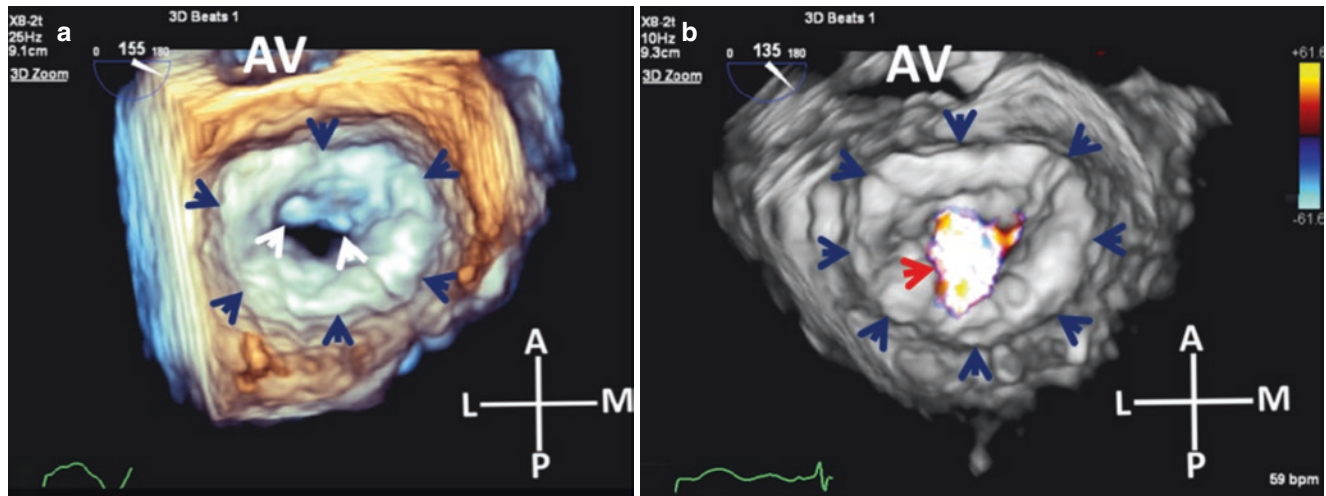 X8-2t
25Hz
9.1cm
3D Zoom
a
3D Beats 1
0 155 180
AV
A
L M
P
X8-2t
10Hz
9.3cm
3D Zoom
b
3D Beats 1
0 135 180
AV
+61.6
-61.6
A
L M
P
59 bpm